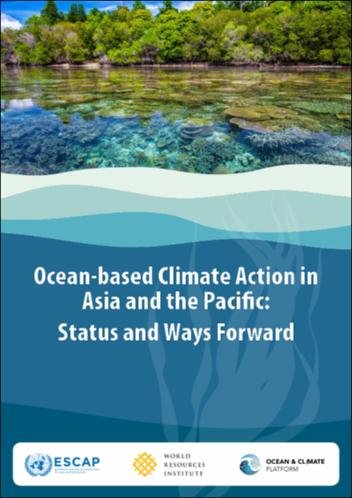 Ocean-based Climate Action in
Asia and the Pacific:
Status and Ways Forward
ESCAP
WORLD
RESOURCES
INSTITUTE
OCEAN & CLIMATE
PLATFORM